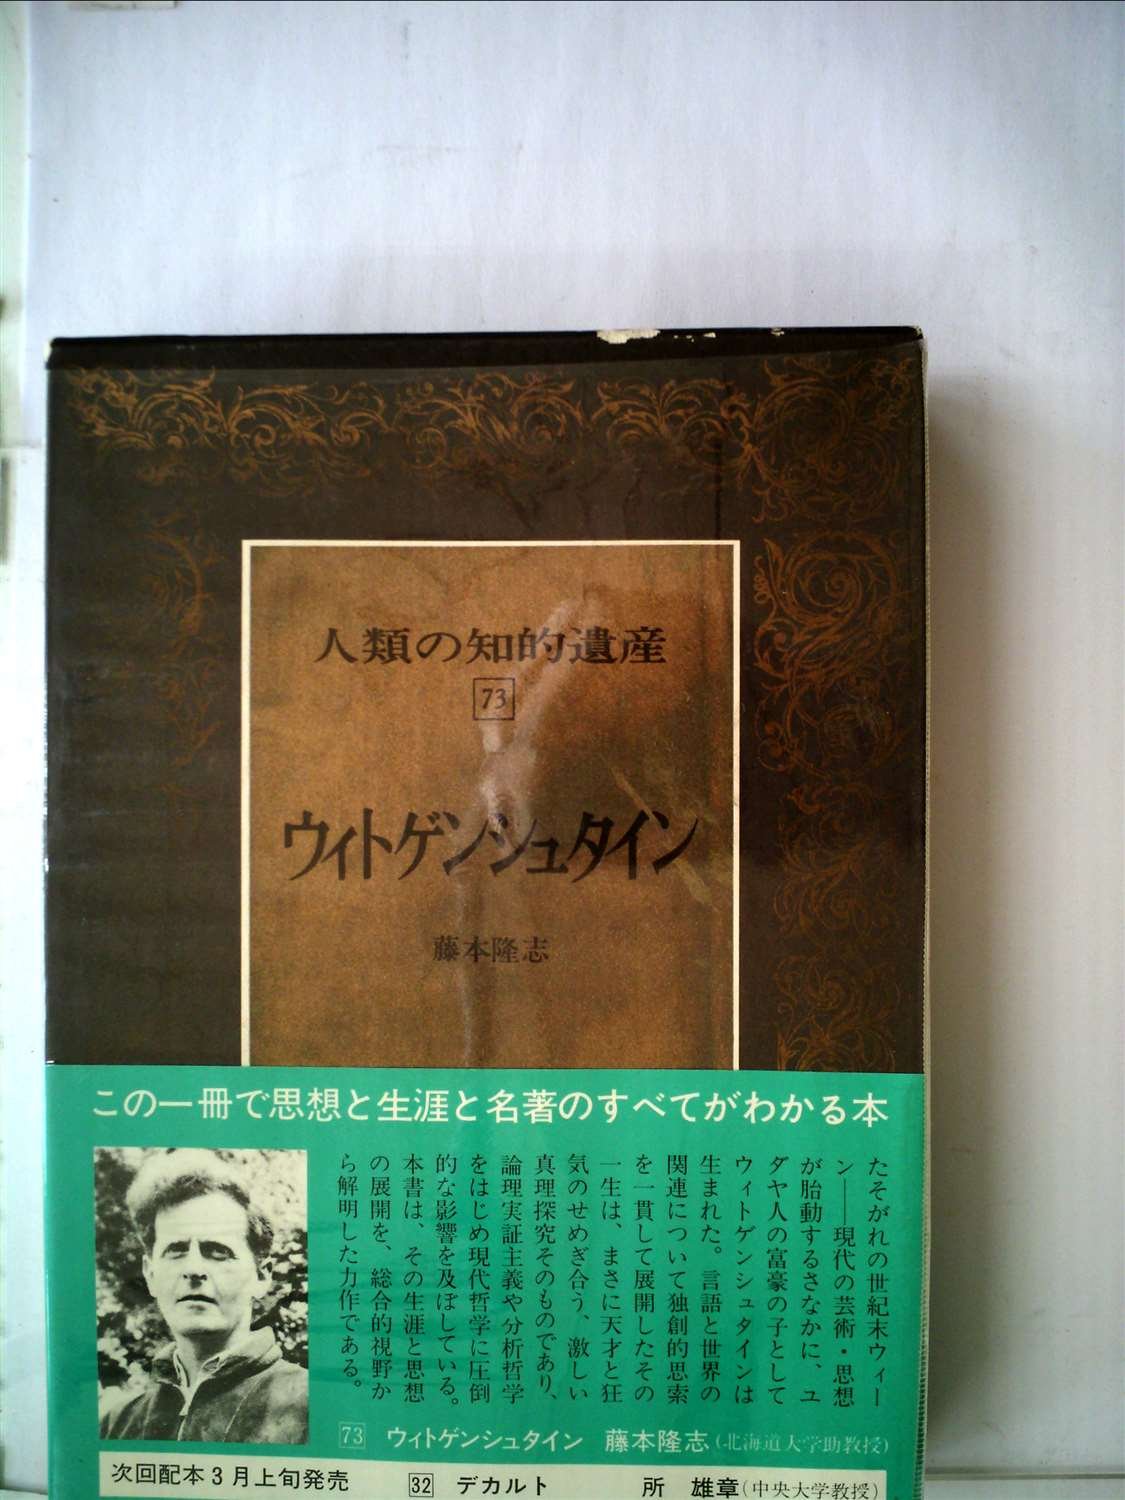 人類の知的遺産
73
ウィトゲンシュタイン
藤本隆志
この一冊で思想と生涯と名著のすべてがわかる本
たそがれの世紀末ウィー
ン――現代の芸術・思想
が胎動するさなかに、ユ
ダヤ人の富豪の子として
ウィトゲンシュタインは
生まれた。言語と世界の
関連について独創的思索
を一貫して展開したその
一生は、まさに天才と狂
気のせめぎ合う、激しい
真理探究そのものであり、
論理実証主義や分析哲学
をはじめ現代哲学に圧倒
的な影響を及ぼしている。
本書は、その生涯と思想
の展開を、総合的視野か
ら解明した力作である。
73 ウィトゲンシュタイン 藤本隆志(北海道大学助教授)
次回配本3月上旬発売 32 デカルト 所 雄章(中央大学教授)